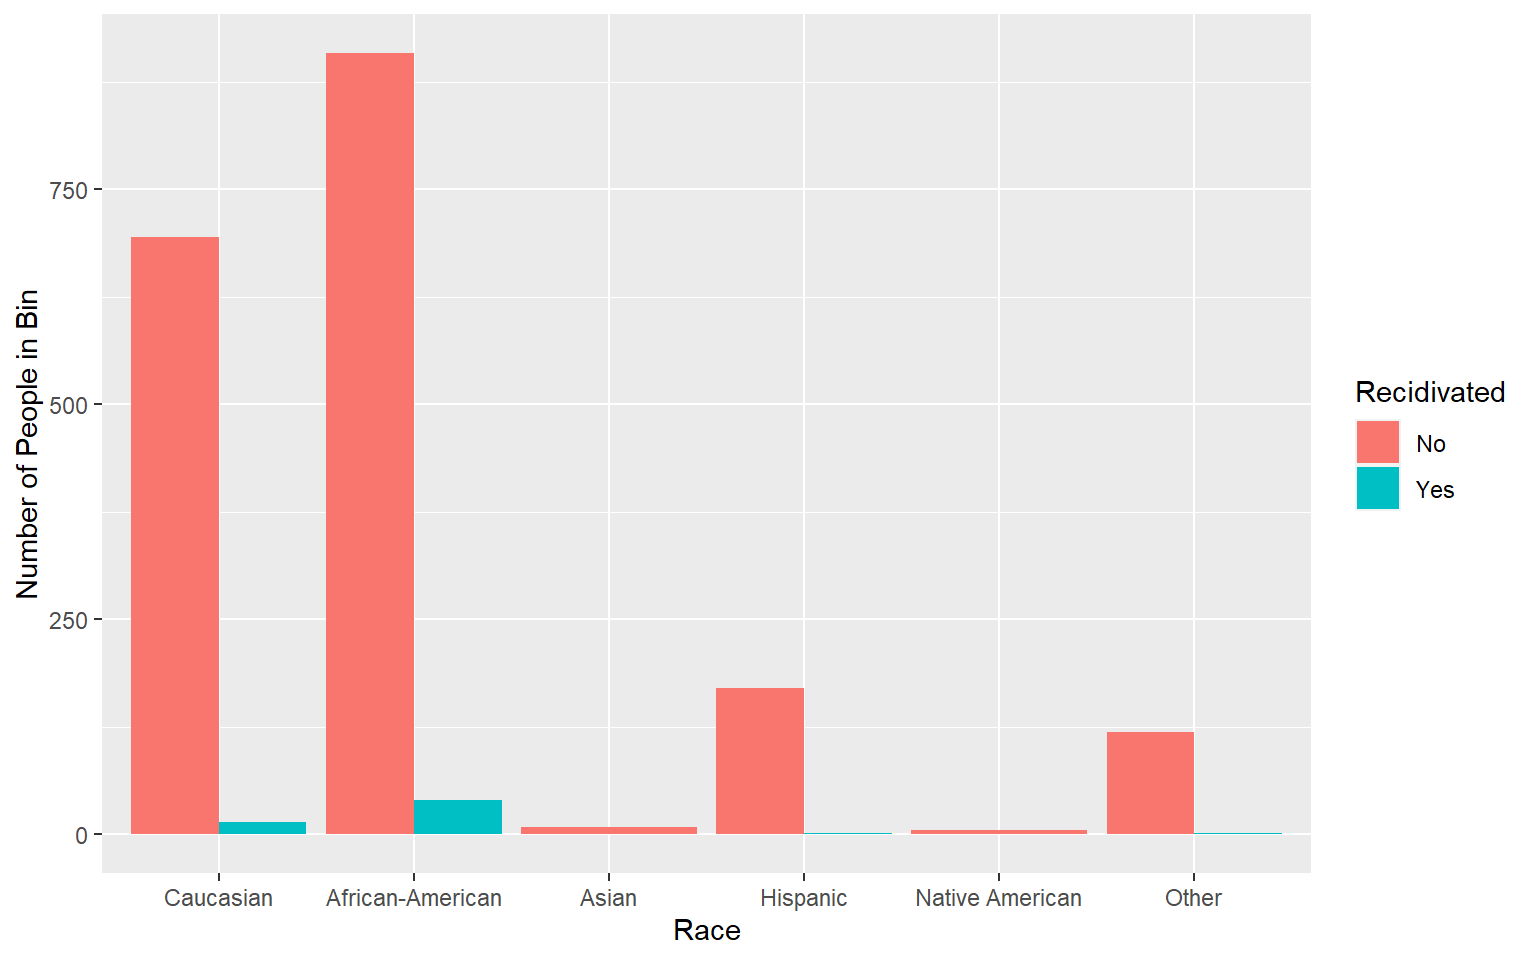 Number of People in Bin
750
500
250
0
Caucasian
African-American
Asian
Hispanic
Native American
Other
Race
Recidivated
No
Yes